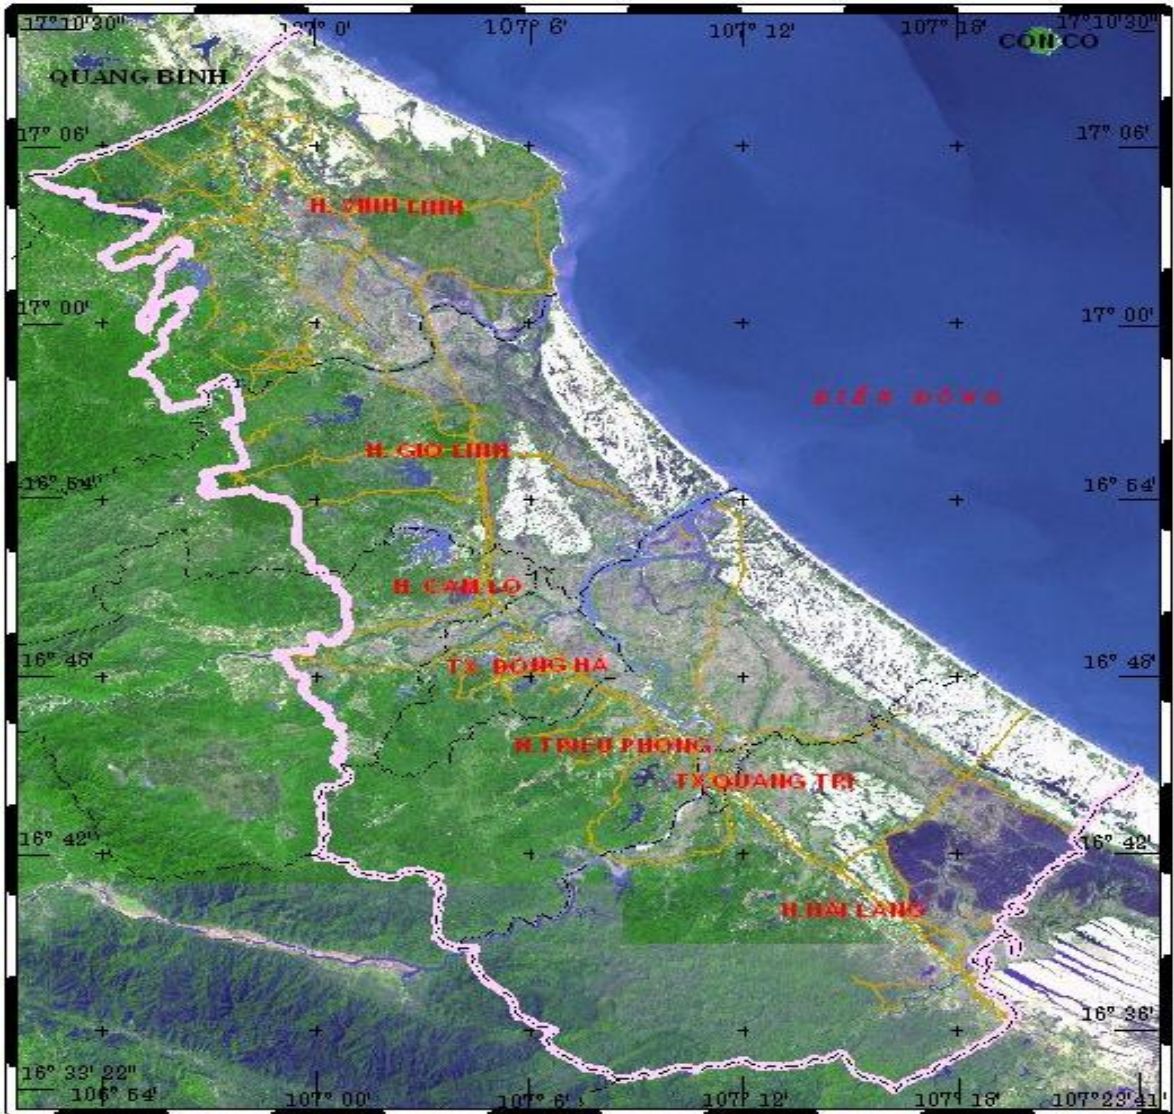 17° 10' 30"
107° 0'
107° 6'
107° 12'
107° 18'
17° 10' 30"
CON CO
QUANG BINH
17° 06'
17° 06'
H. VINH LINH
17° 00'
17° 00'
BIỂN ĐÔNG
H. GIO LINH
16° 54'
16° 54'
H. CAM LO
16° 48'
TX. DONG HA
16° 48'
H.TRIEU PHONG
TX.QUANG TRI
16° 42'
16° 42'
H.HAI LANG
16° 36'
16° 33' 22"
106° 54'
107° 00'
107° 6'
107° 12'
107° 18'
107° 23' 41